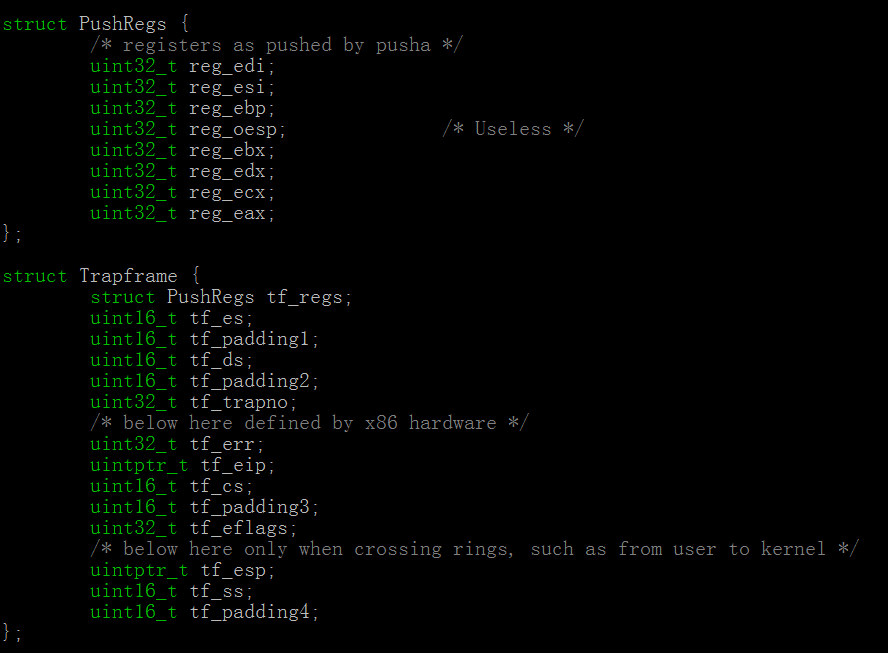 struct PushRegs {
/* registers as pushed by pusha */
uint32_t reg_edi;
uint32_t reg_esi;
uint32_t reg_ebp;
uint32_t reg_oesp; /* Useless */
uint32_t reg_ebx;
uint32_t reg_edx;
uint32_t reg_ecx;
uint32_t reg_eax;
};
struct Trapframe {
struct PushRegs tf_regs;
uint16_t tf_es;
uint16_t tf_padding1;
uint16_t tf_ds;
uint16_t tf_padding2;
uint32_t tf_trapno;
/* below here defined by x86 hardware */
uint32_t tf_err;
uintptr_t tf_eip;
uint16_t tf_cs;
uint16_t tf_padding3;
uint32_t tf_eflags;
/* below here only when crossing rings, such as from user to kernel */
uintptr_t tf_esp;
uint16_t tf_ss;
uint16_t tf_padding4;
};